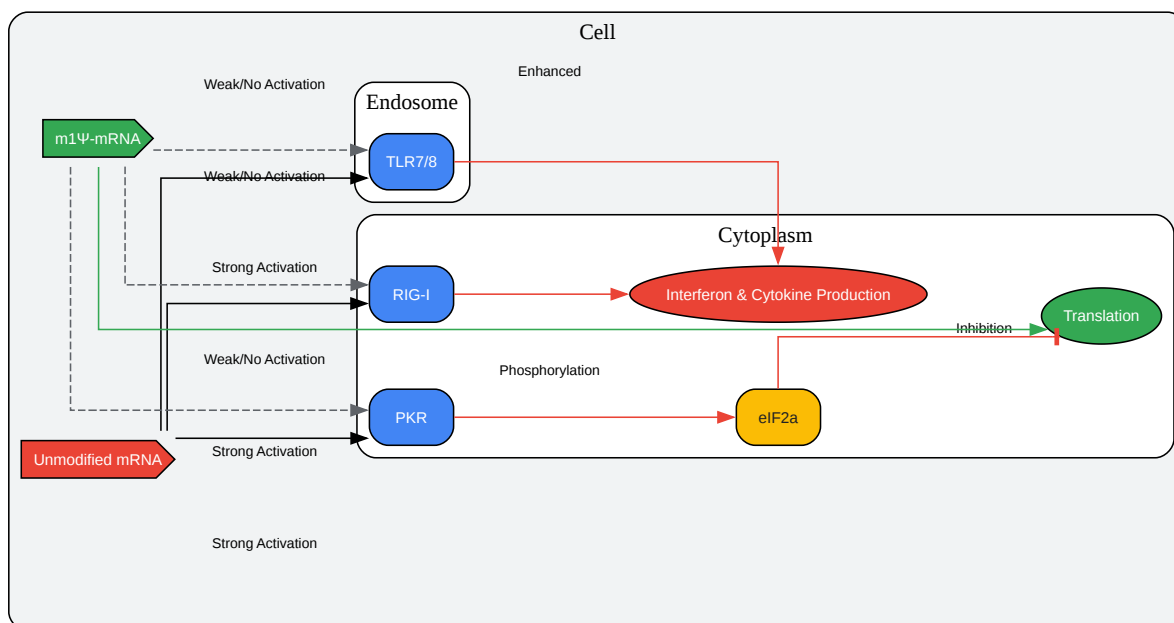 Cell
Enhanced
Weak/No Activation
Endosome
m1Ψ-mRNA
TLR7/8
Weak/No Activation
Cytoplasm
Strong Activation
RIG-I
Interferon & Cytokine Production
Translation
Inhibition
Weak/No Activation
Phosphorylation
PKR
eIF2a
Strong Activation
Unmodified mRNA
Strong Activation